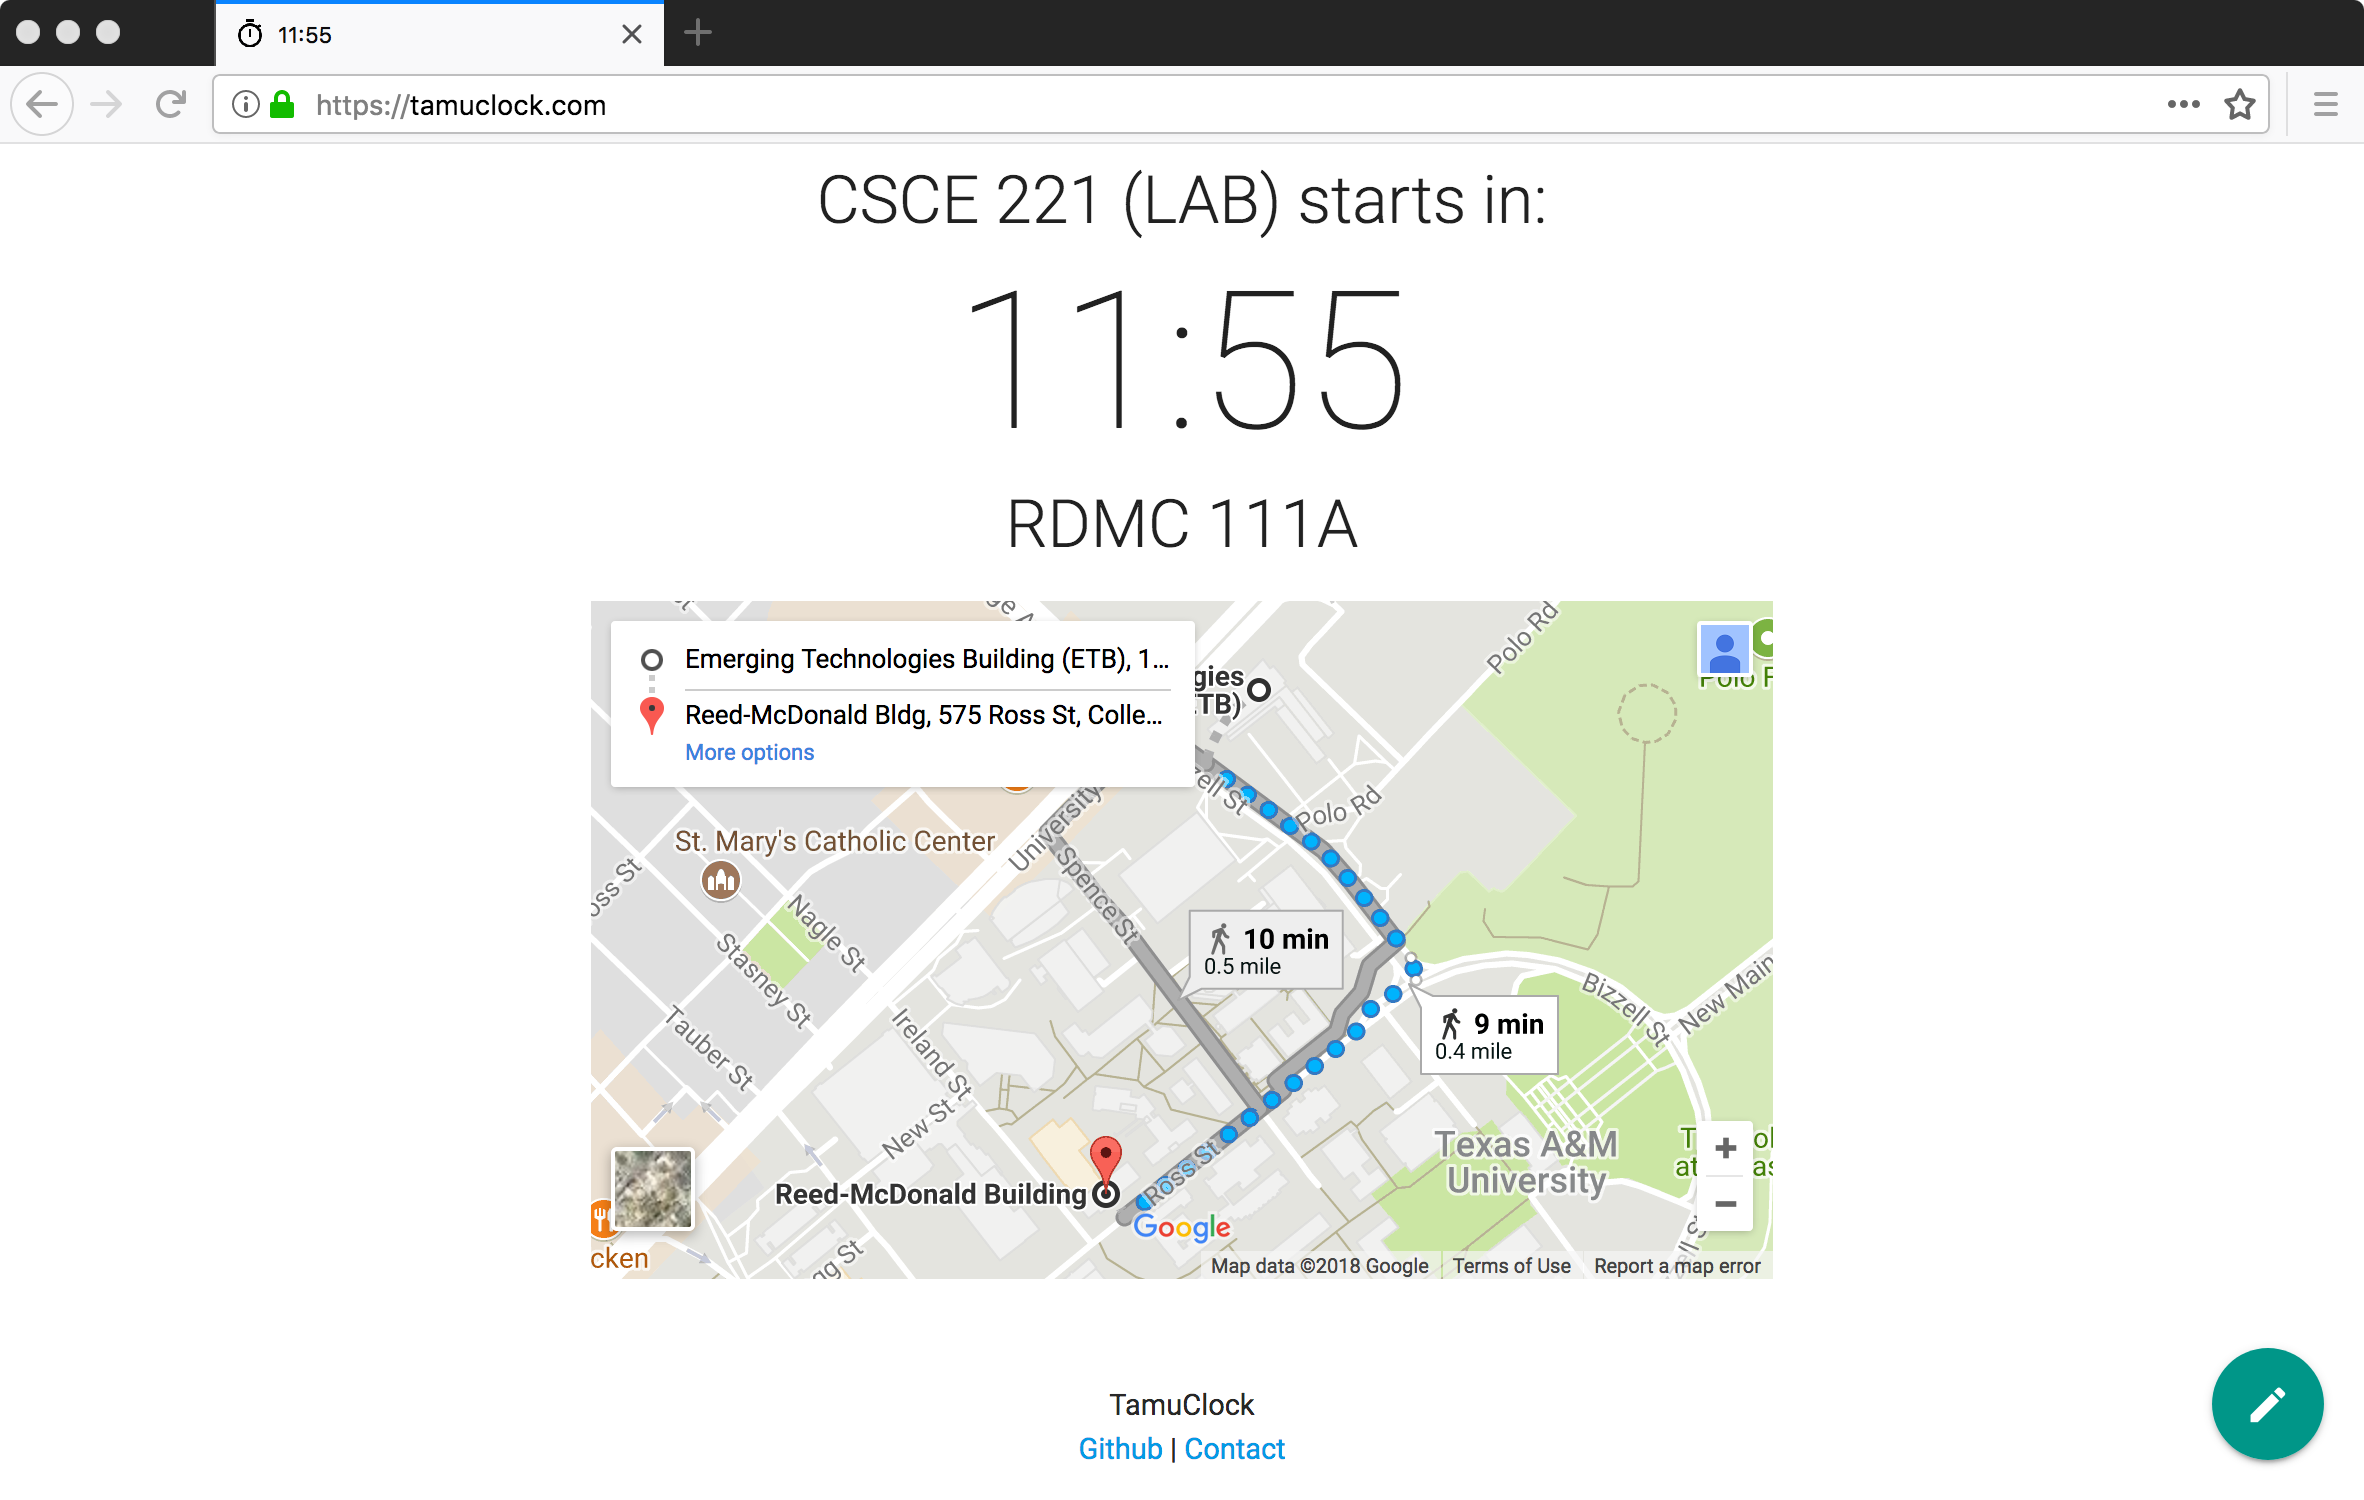 11:55
https://tamuclock.com
CSCE 221 (LAB) starts in:
11:55
RDMC 111A
Emerging Technologies Building (ETB), 1...
Reed-McDonald Bldg, 575 Ross St, Colle...
More options
gies
TB)
Polo Rd
Polo F
Polo Rd
University
St. Mary's Catholic Center
Spence St
oss St
Nagle St
Stasney St
10 min
0.5 mile
Bizzell St
New Main
Tauber St
Ireland St
9 min
0.4 mile
New St
Texas A&M
University
Ross St
Reed-McDonald Building
Google
cken
Map data ©2018 Google
Terms of Use
Report a map error
TamuClock
Github | Contact